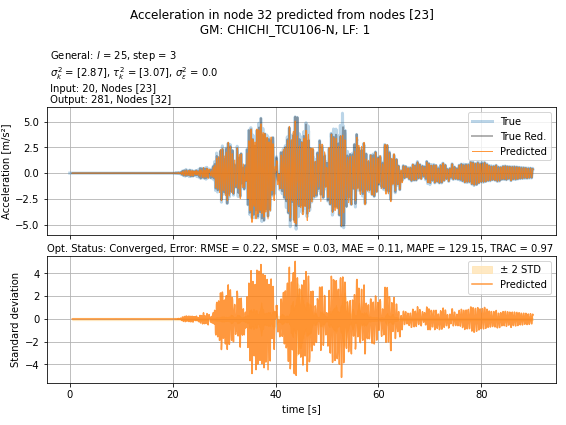 Acceleration in node 32 predicted from nodes [23]
GM: CHICHI_TCU106-N, LF: 1
General: l = 25, step = 3
σ²ₖ = [2.87], τ²ₖ = [3.07], σ²ε = 0.0
Input: 20, Nodes [23]
Output: 281, Nodes [32]
Acceleration [m/s²]
5.0
2.5
0.0
−2.5
−5.0
True
True Red.
Predicted
Opt. Status: Converged, Error: RMSE = 0.22, SMSE = 0.03, MAE = 0.11, MAPE = 129.15, TRAC = 0.97
Standard deviation
4
2
0
−2
−4
± 2 STD
Predicted
0 20 40 60 80
time [s]